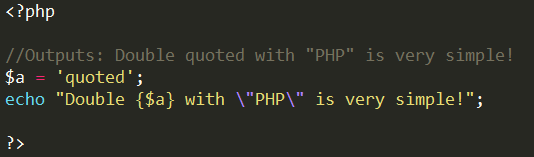 <?php
//Outputs: Double quoted with "PHP" is very simple!
$a = 'quoted';
echo "Double {$a} with \"PHP\" is very simple!";
?>